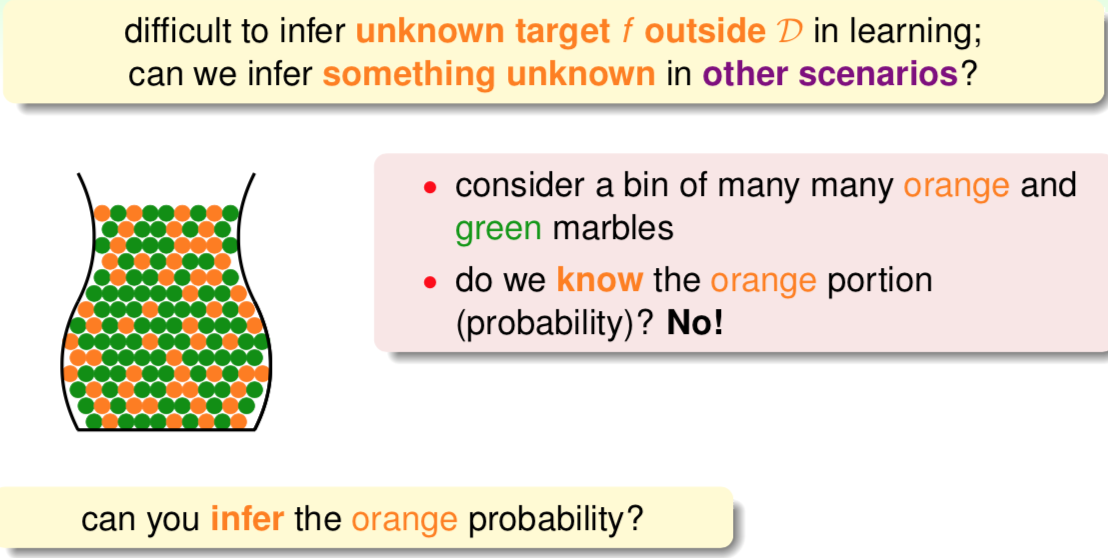 difficult to infer unknown target f outside D in learning;
can we infer something unknown in other scenarios?
• consider a bin of many many orange and
green marbles
• do we know the orange portion
(probability)? No!
can you infer the orange probability?